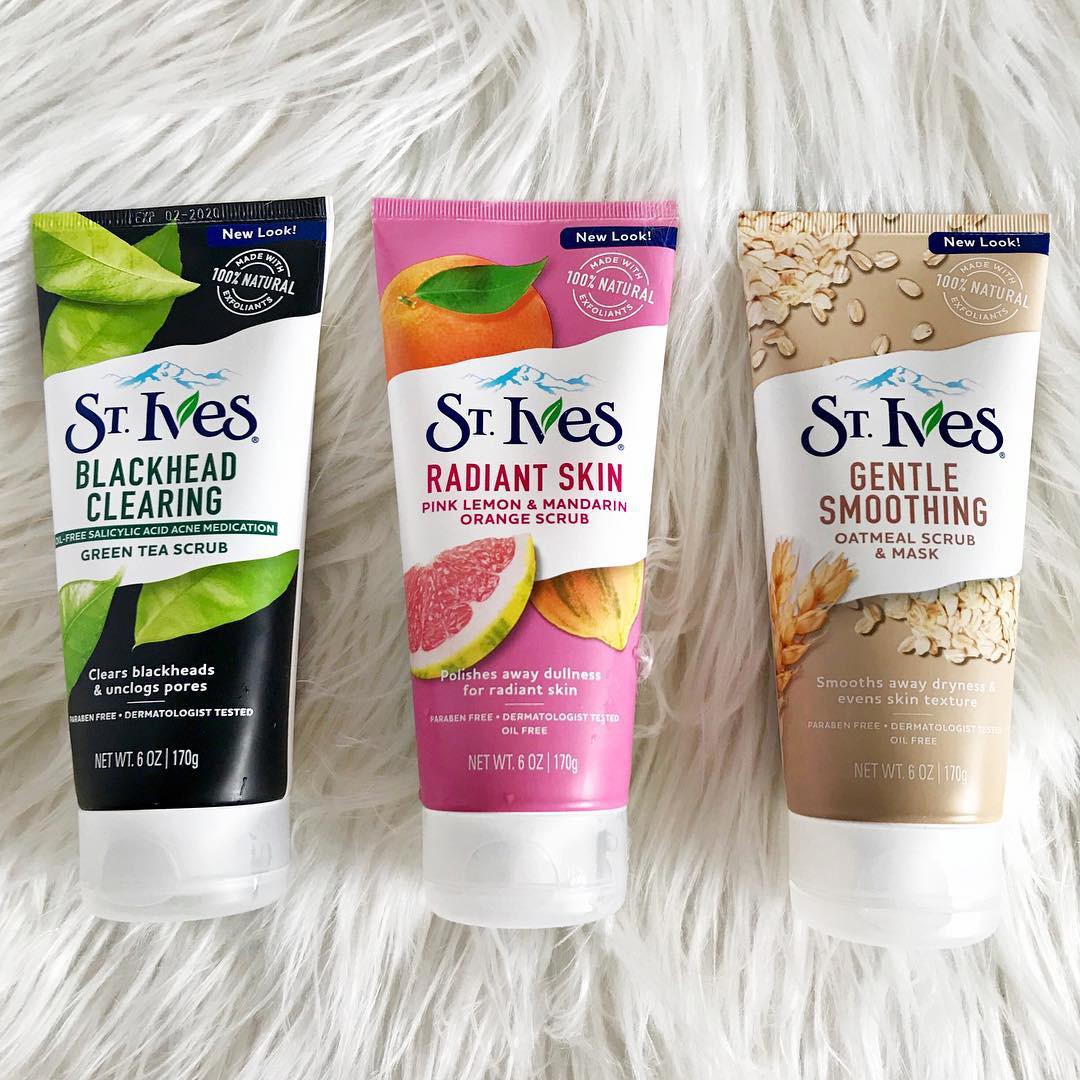 EXP 02-2020
New Look!
MADE WITH
100% NATURAL
EXFOLIANTS
ST. IVES®
BLACKHEAD
CLEARING
OIL-FREE SALICYLIC ACID ACNE MEDICATION
GREEN TEA SCRUB
Clears blackheads
& unclogs pores
PARABEN FREE • DERMATOLOGIST TESTED
NET WT. 6 OZ | 170g
New Look!
MADE WITH
100% NATURAL
EXFOLIANTS
ST. IVES®
RADIANT SKIN
PINK LEMON & MANDARIN
ORANGE SCRUB
Polishes away dullness
for radiant skin
PARABEN FREE • DERMATOLOGIST TESTED
OIL FREE
NET WT. 6 OZ | 170g
New Look!
MADE WITH
100% NATURAL
EXFOLIANTS
ST. IVES®
GENTLE
SMOOTHING
OATMEAL SCRUB
& MASK
Smooths away dryness &
evens skin texture
PARABEN FREE • DERMATOLOGIST TESTED
OIL FREE
NET WT. 6 OZ | 170g